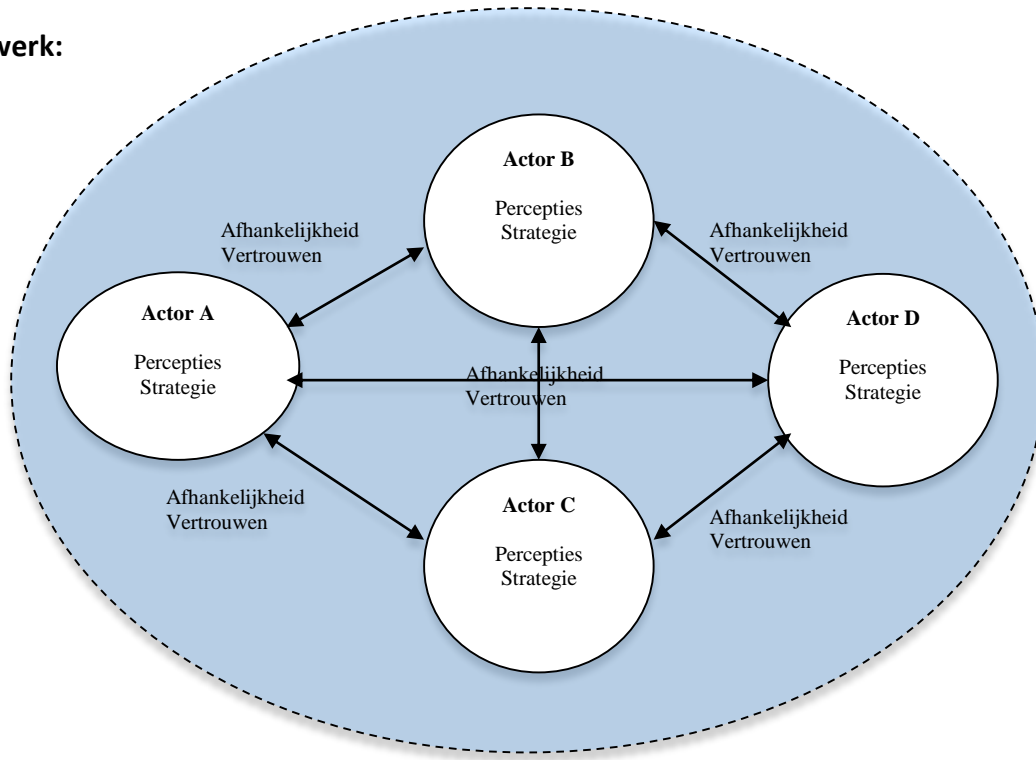 werk:
Actor B
Percepties
Strategie
Afhankelijkheid
Vertrouwen
Afhankelijkheid
Vertrouwen
Actor A
Percepties
Strategie
Actor D
Percepties
Strategie
Afhankelijkheid
Vertrouwen
Afhankelijkheid
Vertrouwen
Actor C
Percepties
Strategie
Afhankelijkheid
Vertrouwen